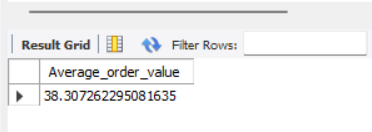 Result Grid Filter Rows:
Average_order_value
38.307262295081635